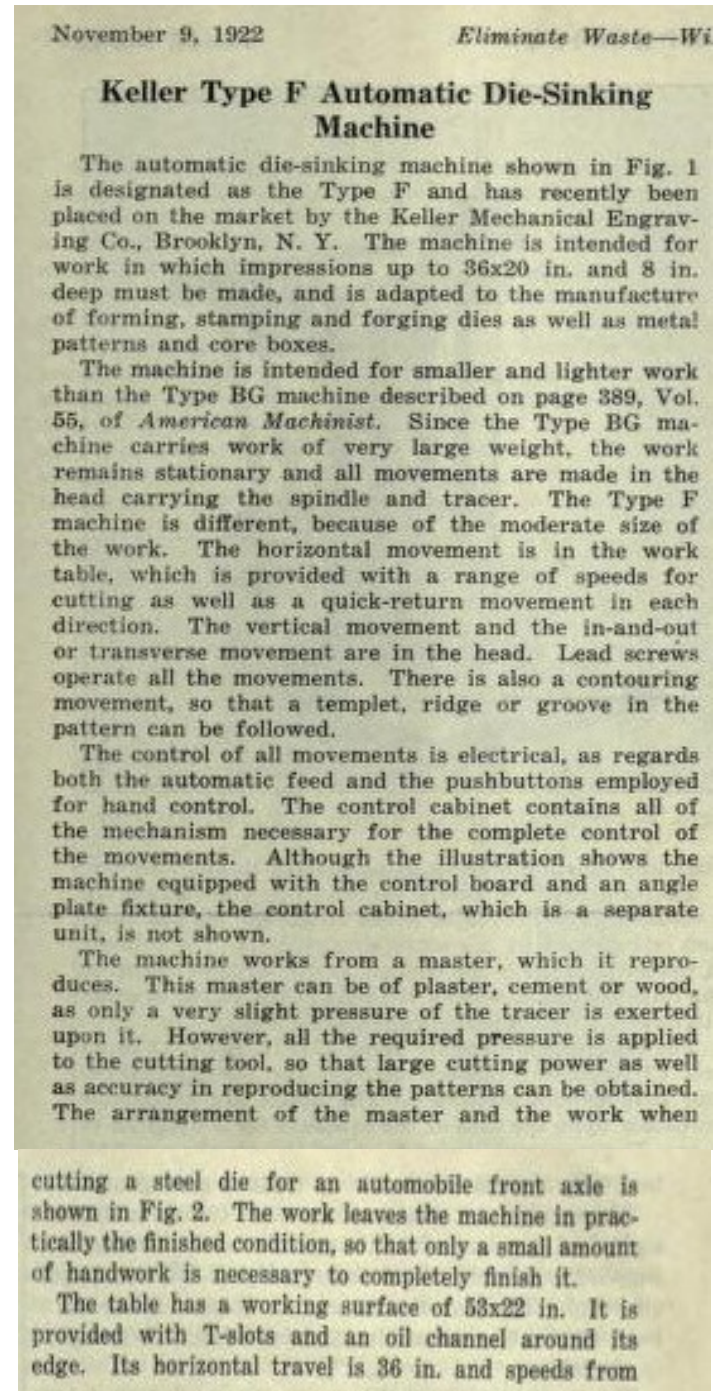 November 9, 1922 Eliminate Waste—Wi
Keller Type F Automatic Die-Sinking
Machine
The automatic die-sinking machine shown in Fig. 1
is designated as the Type F and has recently been
placed on the market by the Keller Mechanical Engrav-
ing Co., Brooklyn, N. Y. The machine is intended for
work in which impressions up to 36x20 in. and 8 in.
deep must be made, and is adapted to the manufacture
of forming, stamping and forging dies as well as metal
patterns and core boxes.
The machine is intended for smaller and lighter work
than the Type BG machine described on page 389, Vol.
55, of American Machinist. Since the Type BG ma-
chine carries work of very large weight, the work
remains stationary and all movements are made in the
head carrying the spindle and tracer. The Type F
machine is different, because of the moderate size of
the work. The horizontal movement is in the work
table, which is provided with a range of speeds for
cutting as well as a quick-return movement in each
direction. The vertical movement and the in-and-out
or transverse movement are in the head. Lead screws
operate all the movements. There is also a contouring
movement, so that a templet, ridge or groove in the
pattern can be followed.
The control of all movements is electrical, as regards
both the automatic feed and the pushbuttons employed
for hand control. The control cabinet contains all of
the mechanism necessary for the complete control of
the movements. Although the illustration shows the
machine equipped with the control board and an angle
plate fixture, the control cabinet, which is a separate
unit, is not shown.
The machine works from a master, which it repro-
duces. This master can be of plaster, cement or wood,
as only a very slight pressure of the tracer is exerted
upon it. However, all the required pressure is applied
to the cutting tool, so that large cutting power as well
as accuracy in reproducing the patterns can be obtained.
The arrangement of the master and the work when
cutting a steel die for an automobile front axle is
shown in Fig. 2. The work leaves the machine in prac-
tically the finished condition, so that only a small amount
of handwork is necessary to completely finish it.
The table has a working surface of 53x22 in. It is
provided with T-slots and an oil channel around its
edge. Its horizontal travel is 36 in. and speeds from